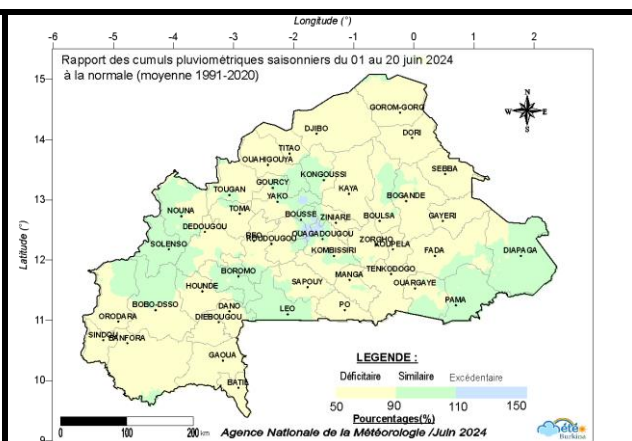 Longitude (°)
-6 -5 -4 -3 -2 -1 0 1 2
Rapport des cumuls pluviométriques saisonniers du 01 au 20 juin 2024
à la normale (moyenne 1991-2020)
15
N
W E
S
GOROM-GORO
DJIBO
DORI
14
TITAO
OUAHIGOUYA
SEBBA
KONGOUSSI
GOURCY
TOUGAN
KAYA
YAKO
BOGANDE
13
NOUNA
TOMA
BOUSSE
ZINIARE
BOULSA
GAYERI
DEDOUGOU
REO
KOUDOUGOU
OUAGADOUGOU
ZORGHO
KOUPELA
SOLENSO
KOMBISSIRI
FADA
DIAPAGA
Latitude (°)
12
BOROMO
MANGA
TENKODOGO
HOUNDE
SAPOUY
OUARGAYE
BOBO-DSSO
DANO
LEO
PO
PAMA
ORODARA
DIEBOUGOU
11
SINDOU
BANFORA
GAOUA
LEGENDE :
Déficitaire Similaire Excédentaire
10
BATIE
50 90 110 150
Pourcentages(%)
0 100 200 km
Agence Nationale de la Météorologie /Juin 2024
météo
Burkina
9